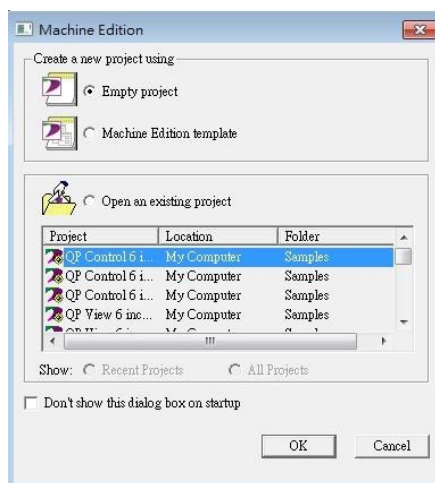 Machine Edition
Create a new project using
Empty project
Machine Edition template
Open an existing project
Project Location Folder
QP Control 6 i... My Computer Samples
QP Control 6 i... My Computer Samples
QP Control 6 i... My Computer Samples
QP View 6 inc... My Computer Samples
Show: Recent Projects All Projects
Don't show this dialog box on startup
OK Cancel